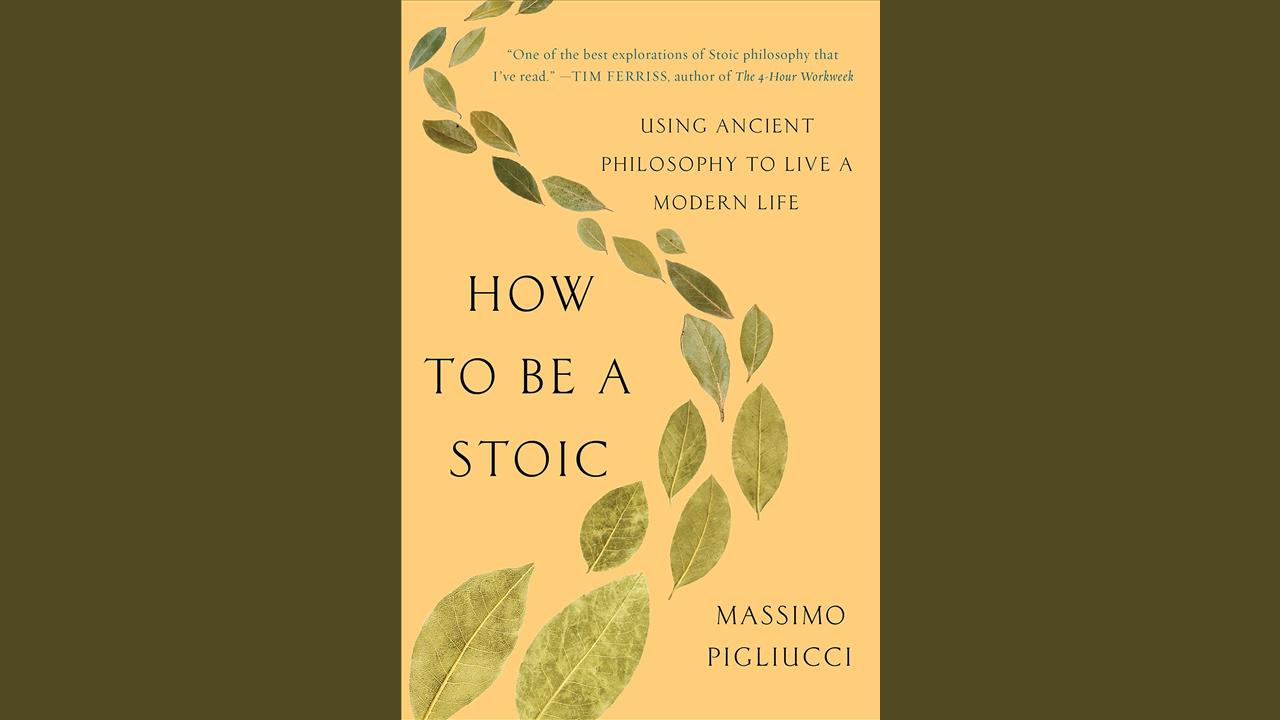 “One of the best explorations of Stoic philosophy that
I’ve read.” —TIM FERRISS, author of The 4-Hour Workweek
USING ANCIENT
PHILOSOPHY TO LIVE A
MODERN LIFE
HOW
TO BE A
STOIC
MASSIMO
PIGLIUCCI